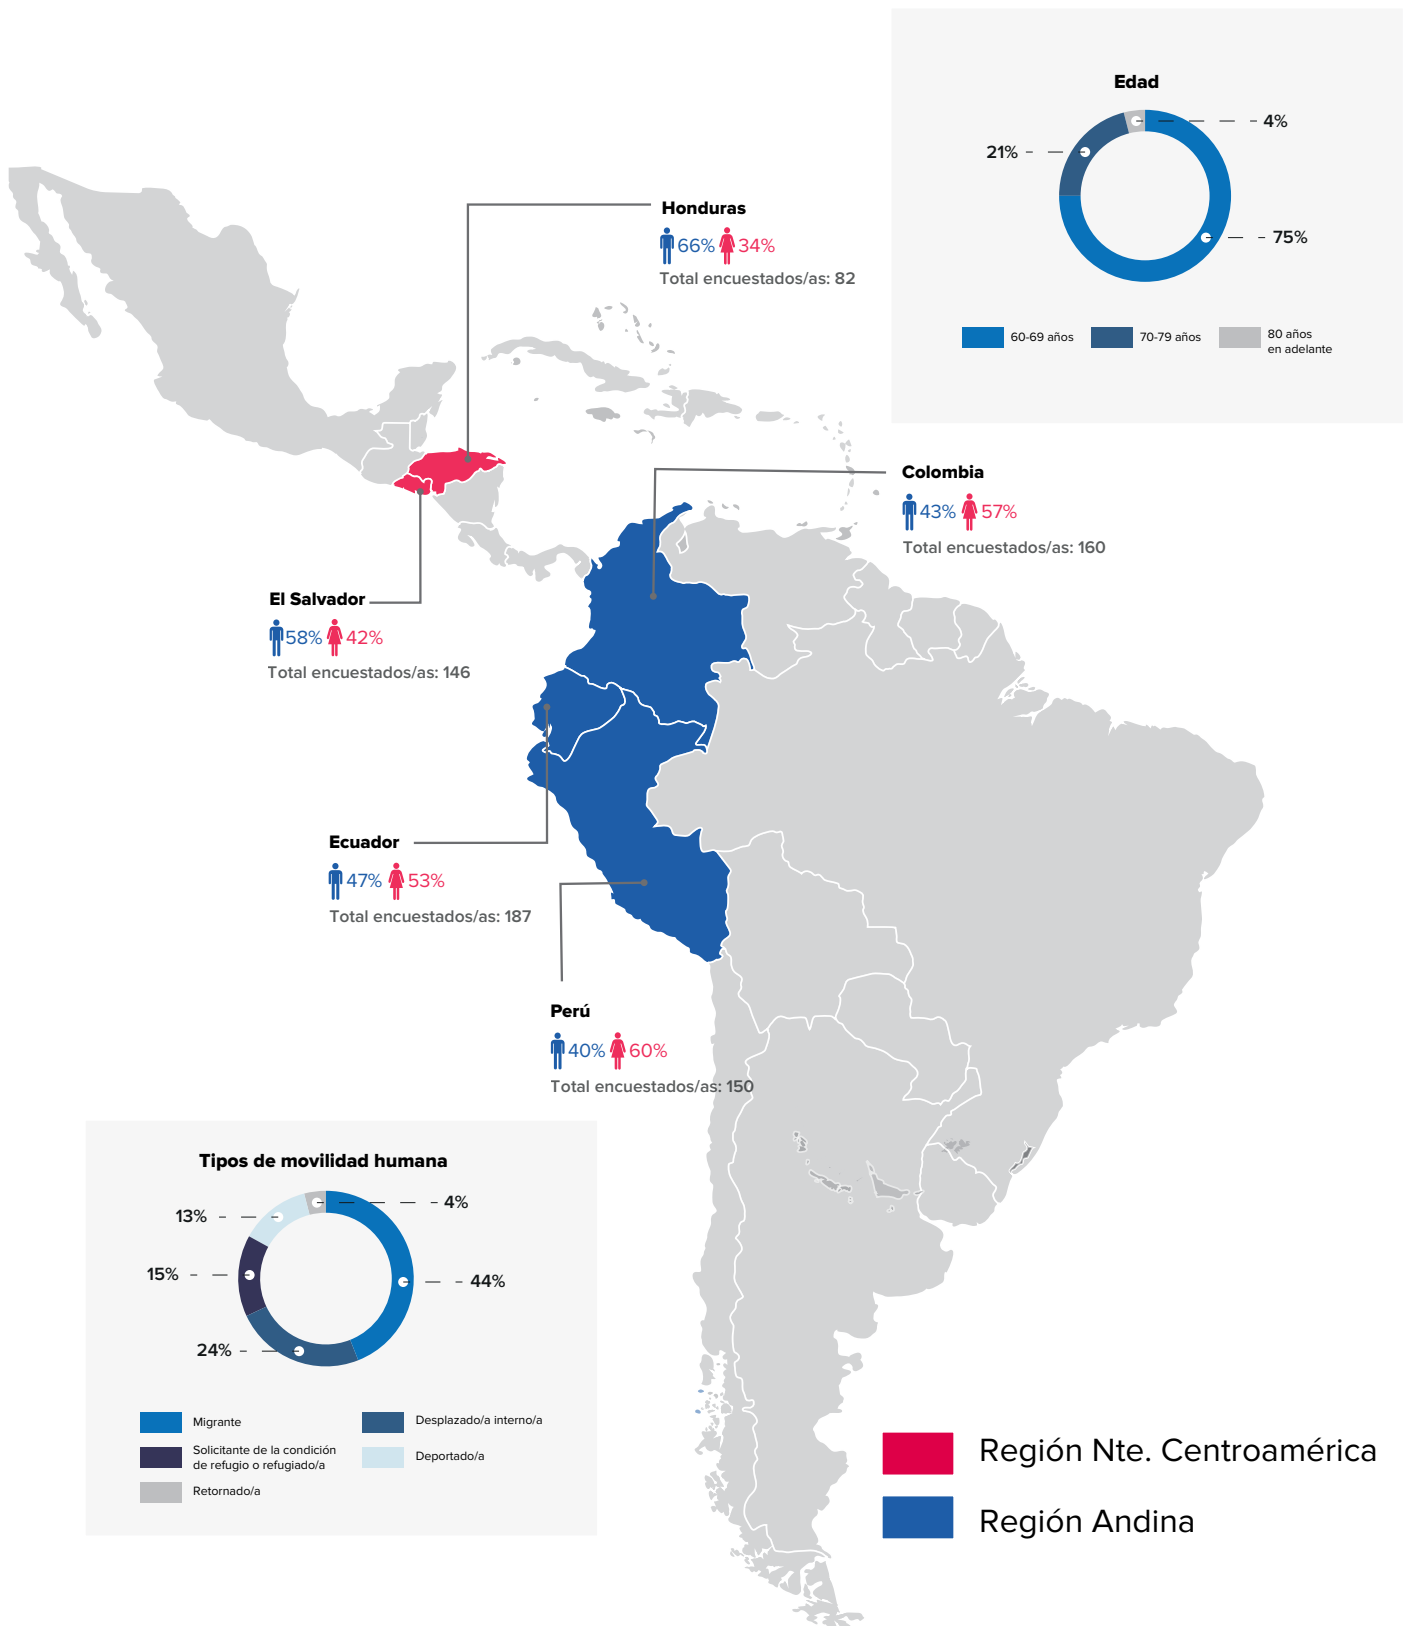 Edad
4%
21%
75%
60-69 años
70-79 años
80 años
en adelante
Honduras
66% 34%
Total encuestados/as: 82
Colombia
43% 57%
Total encuestados/as: 160
El Salvador
58% 42%
Total encuestados/as: 146
Ecuador
47% 53%
Total encuestados/as: 187
Perú
40% 60%
Total encuestados/as: 150
Tipos de movilidad humana
4%
13%
15%
44%
24%
Migrante
Desplazado/a interno/a
Solicitante de la condición
de refugio o refugiado/a
Deportado/a
Retornado/a
Región Nte. Centroamérica
Región Andina